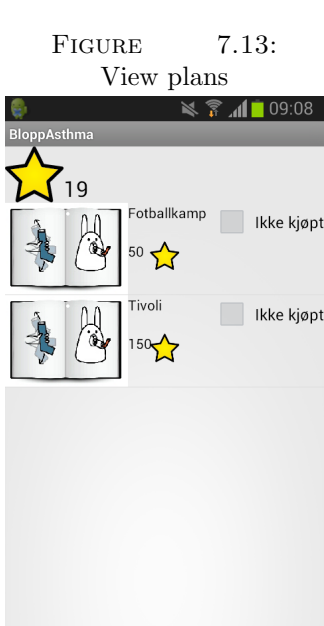 FIGURE 7.13:
View plans
09:08
BloppAsthma
19
Fotballkamp
Ikke kjøpt
50
Tivoli
Ikke kjøpt
150